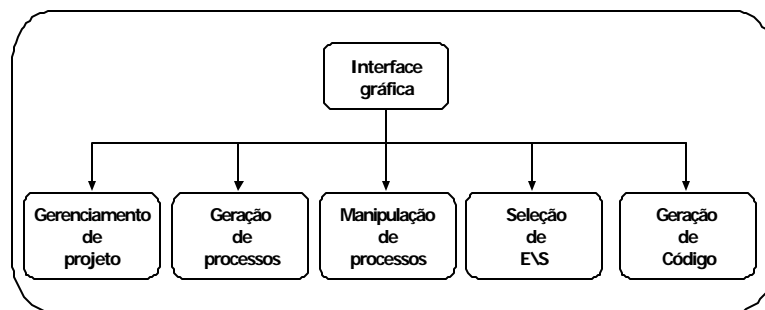 Interface
gráfica
Gerenciamento
de
projeto
Geração
de
processos
Manipulação
de
processos
Seleção
de
E\S
Geração
de
Código